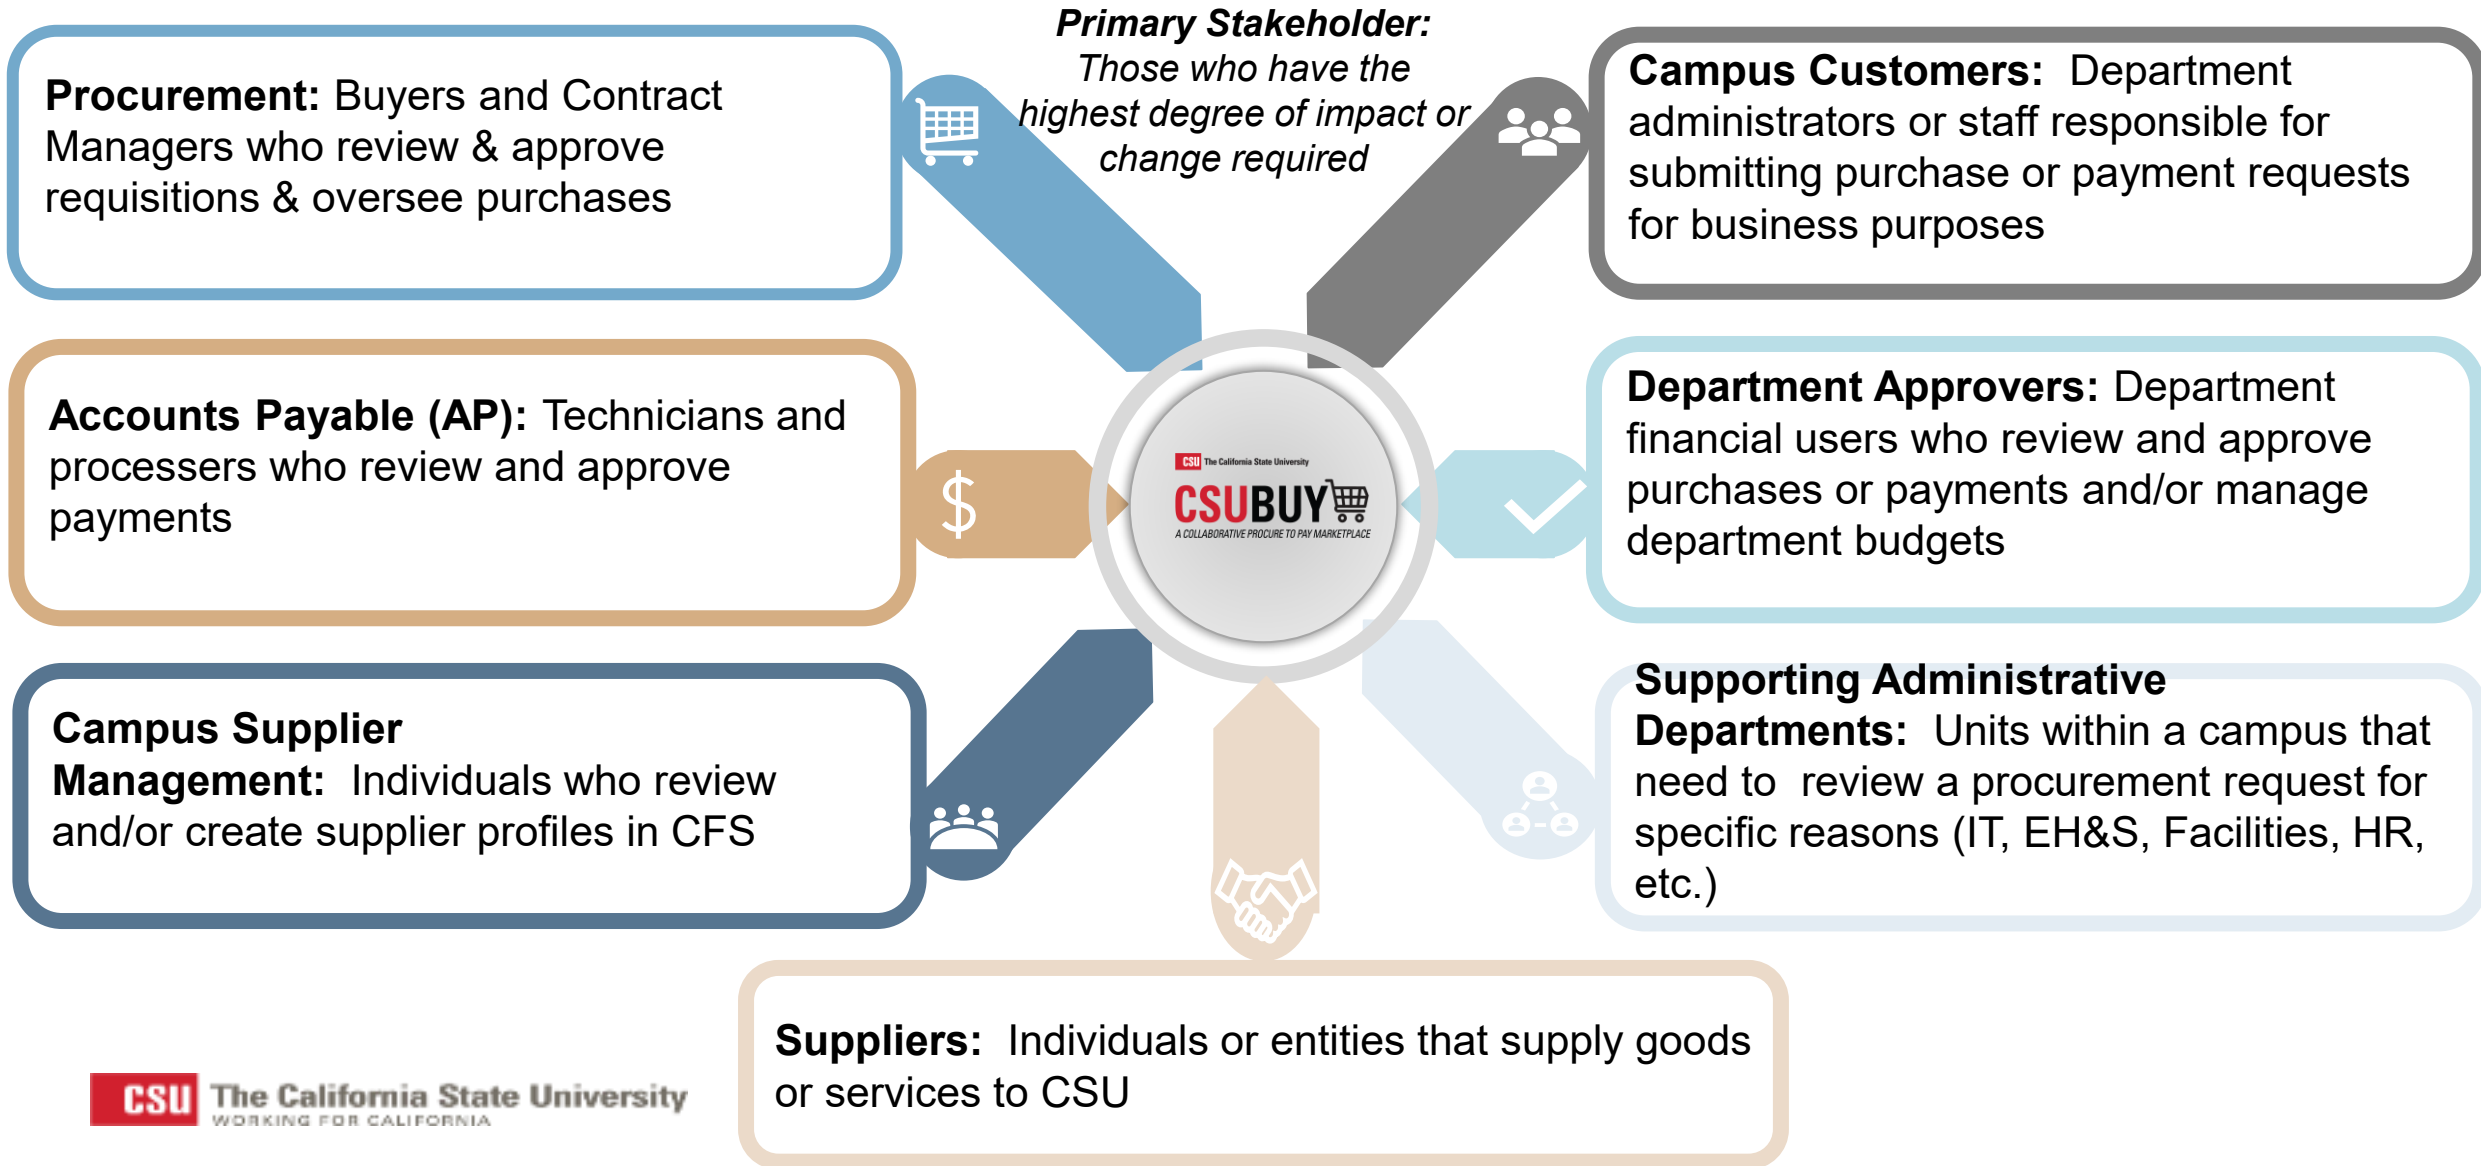 Primary Stakeholder:
Those who have the
highest degree of impact or
change required
Procurement: Buyers and Contract
Managers who review & approve
requisitions & oversee purchases
Campus Customers: Department
administrators or staff responsible for
submitting purchase or payment requests
for business purposes
Accounts Payable (AP): Technicians and
processers who review and approve
payments
CSU The California State University
CSUBUY
A COLLABORATIVE PROCURE TO PAY MARKETPLACE
Department Approvers: Department
financial users who review and approve
purchases or payments and/or manage
department budgets
Campus Supplier
Management: Individuals who review
and/or create supplier profiles in CFS
Supporting Administrative
Departments: Units within a campus that
need to review a procurement request for
specific reasons (IT, EH&S, Facilities, HR,
etc.)
Suppliers: Individuals or entities that supply goods
or services to CSU
CSU The California State University
WORKING FOR CALIFORNIA